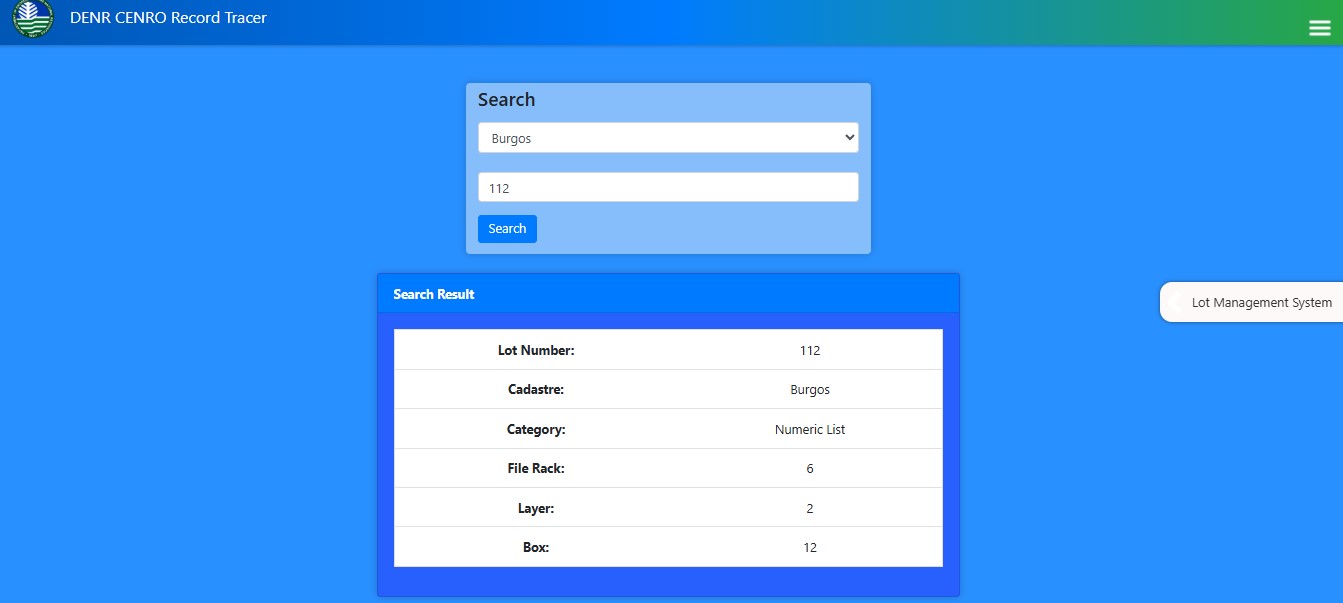 DENR CENRO Record Tracer
Search
Burgos
112
Search
Search Result
Lot Number: 112
Cadastre: Burgos
Category: Numeric List
File Rack: 6
Layer: 2
Box: 12
Lot Management System